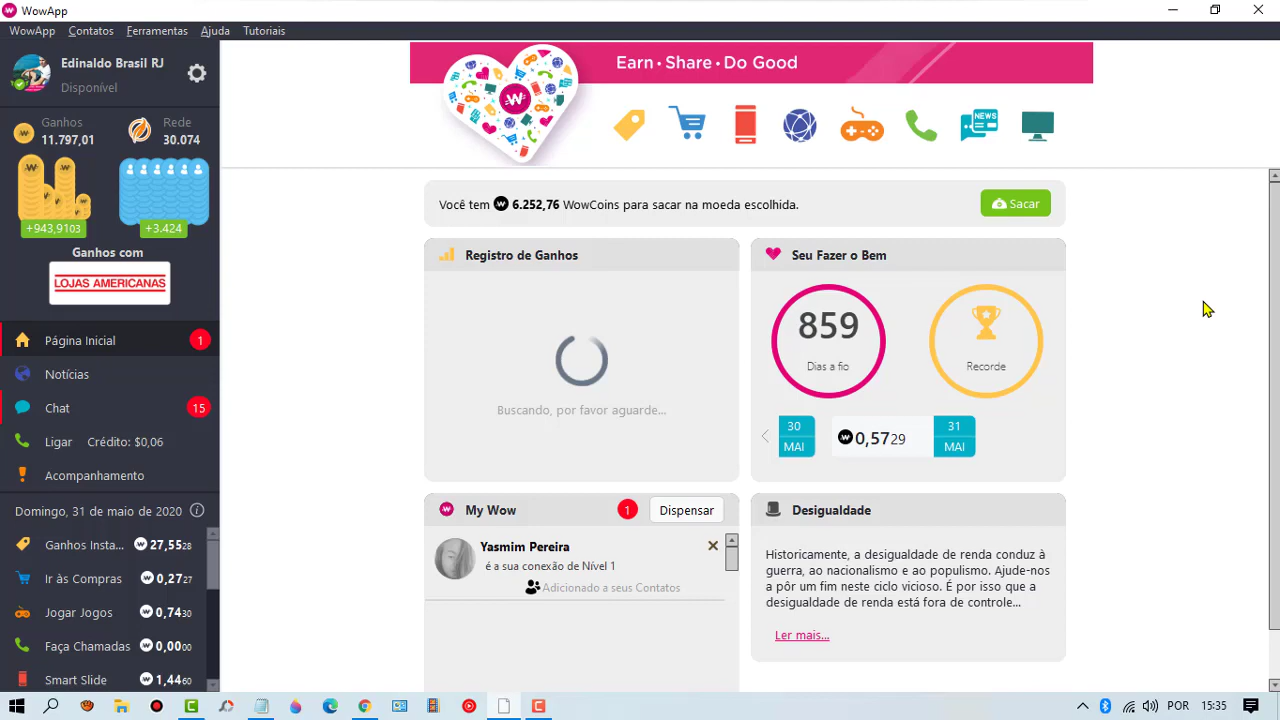 WowApp
WowApp Contatos Ferramentas Ajuda Tutoriais
Edinaldo Brasil RJ
Disponível
Ganhos
91.797,01
Rede
30.074
+943,9103
+3.424
Ganhos com
LOJAS AMERICANAS
Página Inicial 1
Notícias
Chat 15
Ligar Crédito: $0,06
Acompanhamento
Domingo, 31 de maio de 2020
Ganhos Insta... 27,5528
Ir às Compras 0,2727
Jogar Jogos 0,7430
Faça Chamadas 0,0000
Smart Slide 1,4460
Earn · Share · Do Good
NEWS
Você tem 6.252,76 WowCoins para sacar na moeda escolhida.
Sacar
Registro de Ganhos
Buscando, por favor aguarde...
Seu Fazer o Bem
859
Dias a fio
Recorde
30
MAI
0,5729
31
MAI
My Wow 1 Dispensar
Yasmim Pereira
é a sua conexão de Nível 1
Adicionado a seus Contatos
Desigualdade
Historicamente, a desigualdade de renda conduz à
guerra, ao nacionalismo e ao populismo. Ajude-nos
a pôr um fim neste ciclo vicioso. É por isso que a
desigualdade de renda está fora de controle...
Ler mais...
POR 15:35